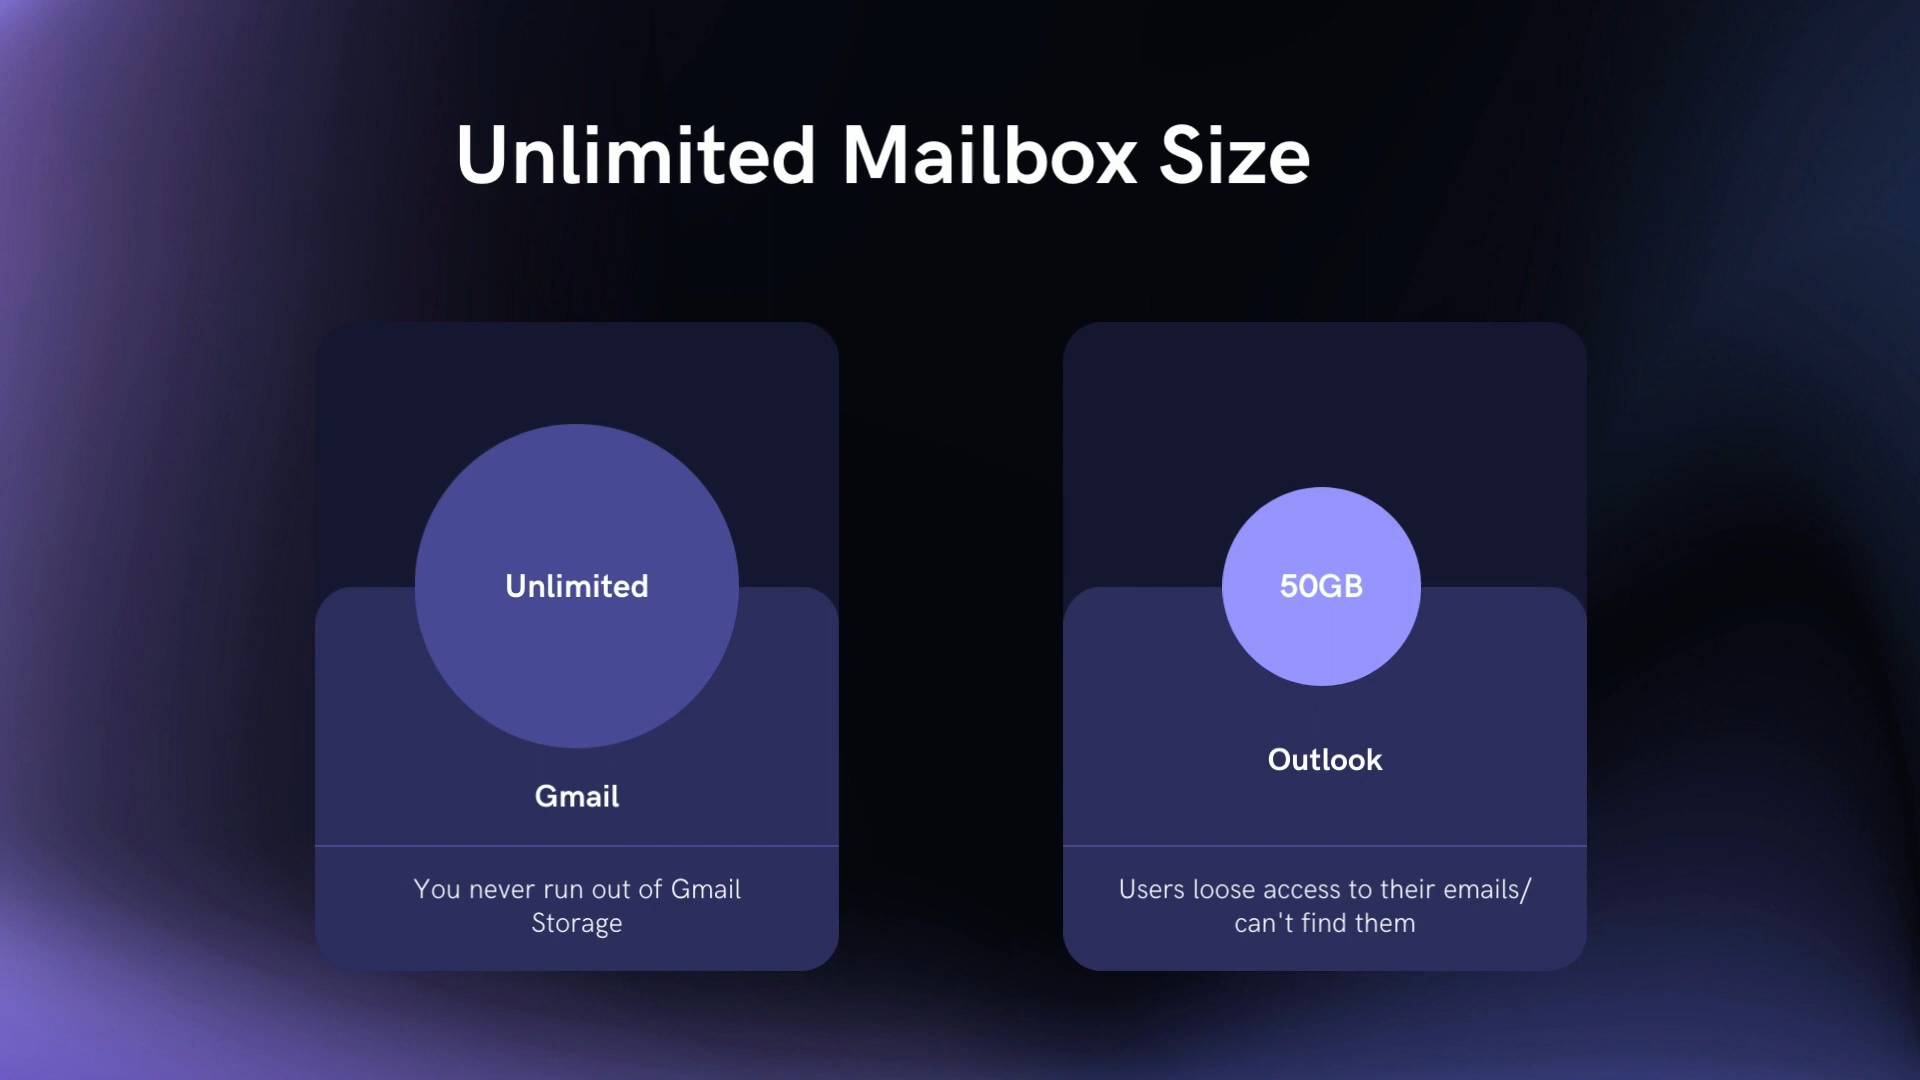 Unlimited Mailbox Size
Unlimited
Gmail
You never run out of Gmail
Storage
50GB
Outlook
Users loose access to their emails/
can't find them